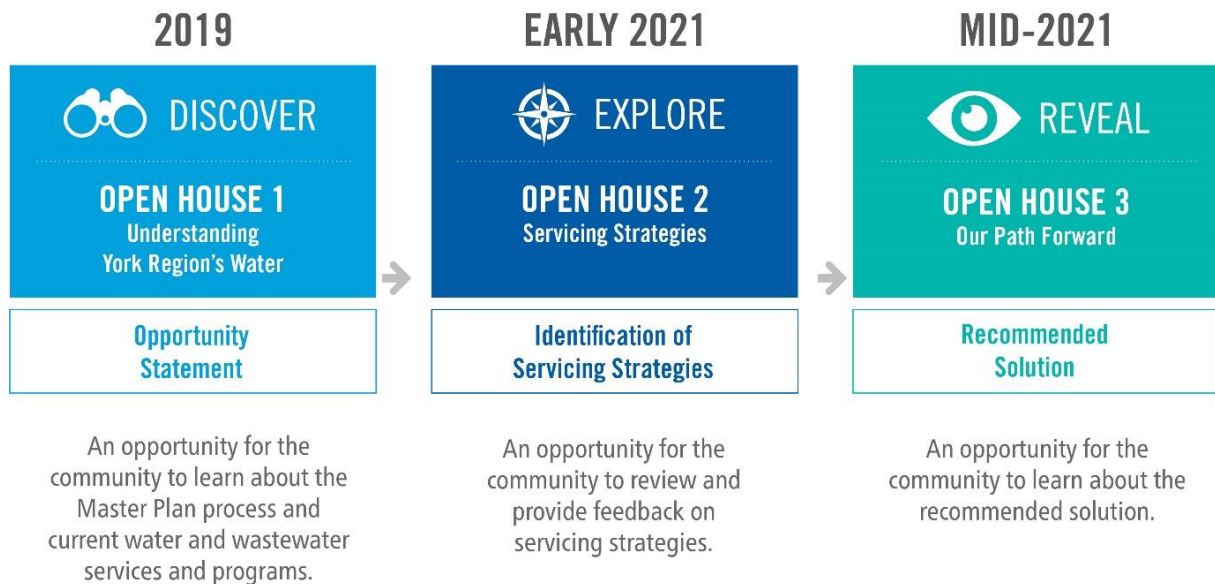 2019
DISCOVER
OPEN HOUSE 1
Understanding
York Region's Water
Opportunity
Statement
An opportunity for the
community to learn about the
Master Plan process and
current water and wastewater
services and programs.
EARLY 2021
EXPLORE
OPEN HOUSE 2
Servicing Strategies
Identification of
Servicing Strategies
An opportunity for the
community to review and
provide feedback on
servicing strategies.
MID-2021
REVEAL
OPEN HOUSE 3
Our Path Forward
Recommended
Solution
An opportunity for the
community to learn about the
recommended solution.